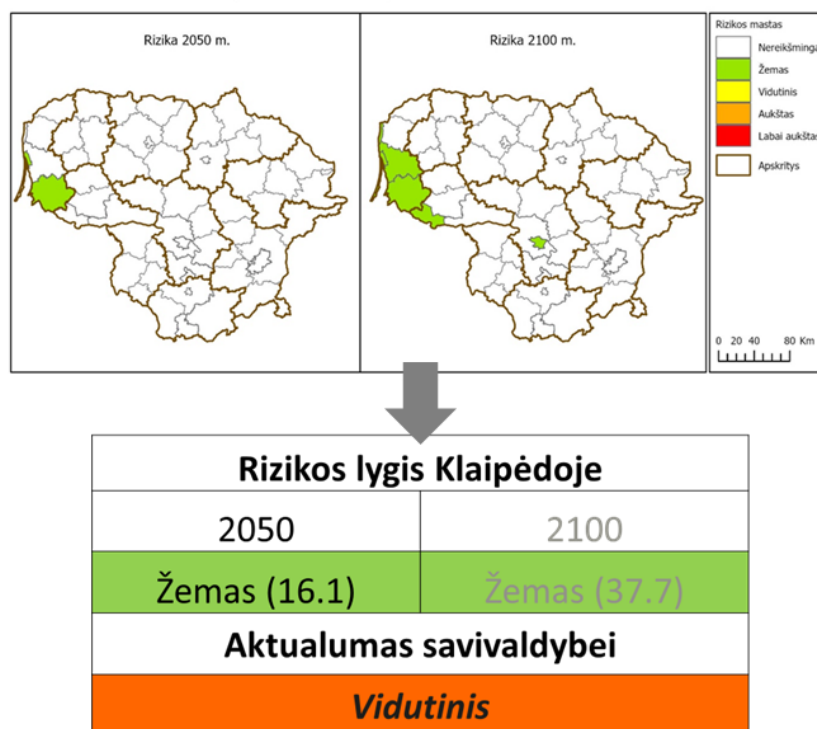 Rizika 2050 m.
Rizika 2100 m.
Rizikos mastas
Nereikšminga
Žemas
Vidutinis
Aukštas
Labai aukštas
Apskritys
0 20 40 80 Km
Rizikos lygis Klaipėdoje
2050 2100
Žemas (16.1) Žemas (37.7)
Aktualumas savivaldybei
Vidutinis